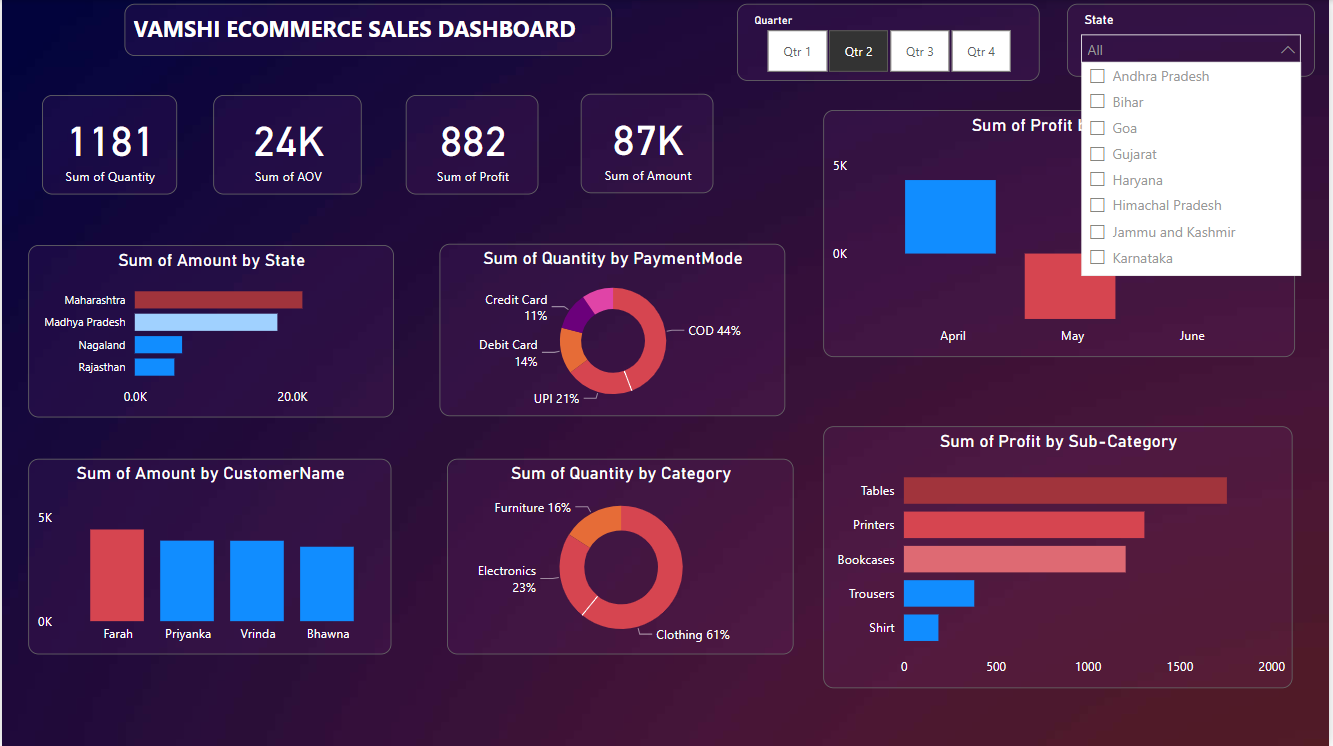 VAMSHI ECOMMERCE SALES DASHBOARD
Quarter
Qtr 1
Qtr 2
Qtr 3
Qtr 4
State
All
Andhra Pradesh
Bihar
Goa
Gujarat
Haryana
Himachal Pradesh
Jammu and Kashmir
Karnataka
1181
Sum of Quantity
24K
Sum of AOV
882
Sum of Profit
87K
Sum of Amount
Sum of Profit
5K
0K
April
May
June
Sum of Amount by State
Maharashtra
Madhya Pradesh
Nagaland
Rajasthan
0.0K
20.0K
Sum of Quantity by PaymentMode
Credit Card
11%
Debit Card
14%
UPI 21%
COD 44%
Sum of Amount by CustomerName
5K
0K
Farah
Priyanka
Vrinda
Bhawna
Sum of Quantity by Category
Furniture 16%
Electronics
23%
Clothing 61%
Sum of Profit by Sub-Category
Tables
Printers
Bookcases
Trousers
Shirt
0
500
1000
1500
2000